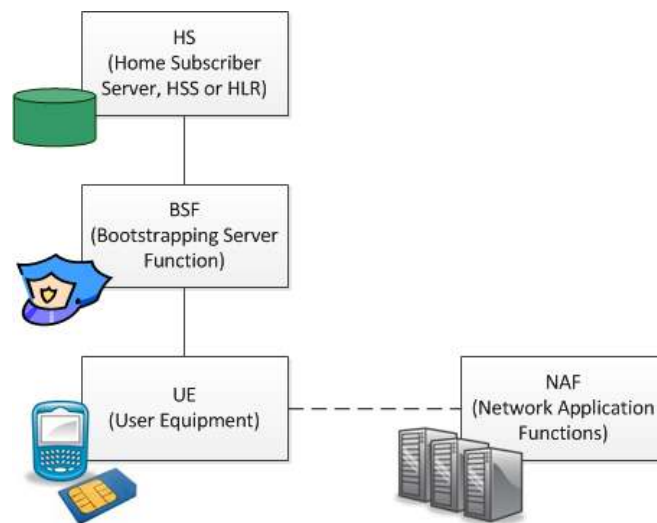 HS
(Home Subscriber
Server, HSS or HLR)
BSF
(Bootstrapping Server
Function)
UE
(User Equipment)
NAF
(Network Application
Functions)